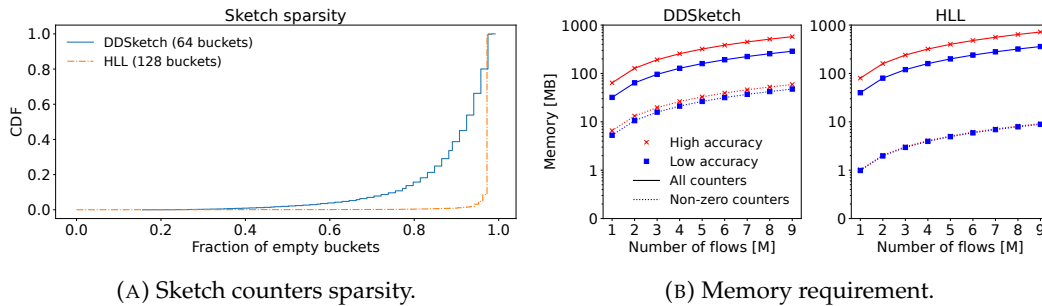 Sketch sparsity
CDF
1.0
0.8
0.6
0.4
0.2
0.0
DDSketch (64 buckets)
HLL (128 buckets)
0.0 0.2 0.4 0.6 0.8 1.0
Fraction of empty buckets
(A) Sketch counters sparsity.
DDSketch
Memory [MB]
1000
100
10
1
0
High accuracy
Low accuracy
All counters
Non-zero counters
1 2 3 4 5 6 7 8 9
Number of flows [M]
HLL
1000
100
10
1
0
1 2 3 4 5 6 7 8 9
Number of flows [M]
(B) Memory requirement.